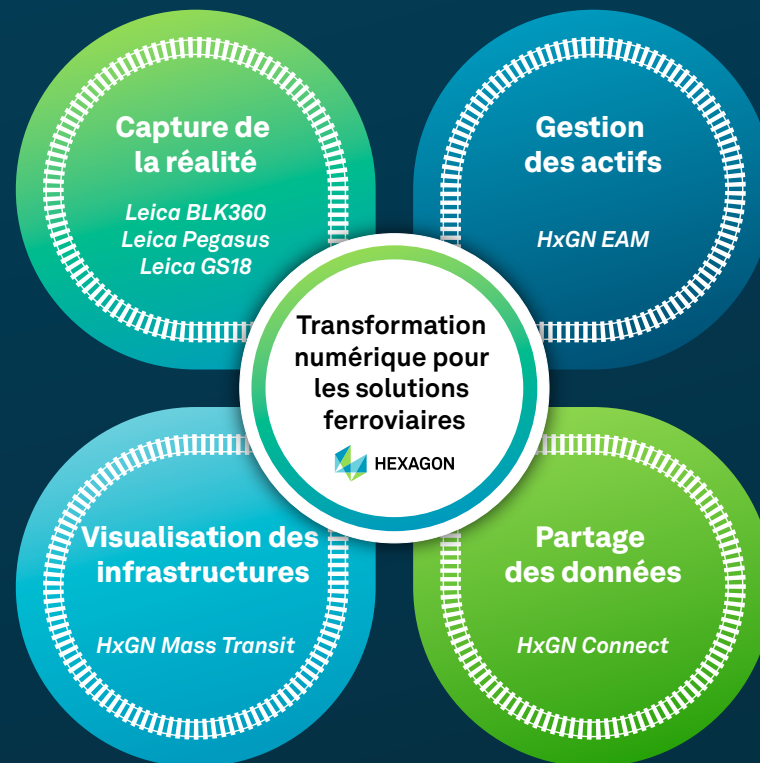 Capture de
la réalité
Leica BLK360
Leica Pegasus
Leica GS18
Gestion
des actifs
HxGN EAM
Transformation
numérique pour
les solutions
ferroviaires
HEXAGON
Visualisation des
infrastructures
HxGN Mass Transit
Partage
des données
HxGN Connect